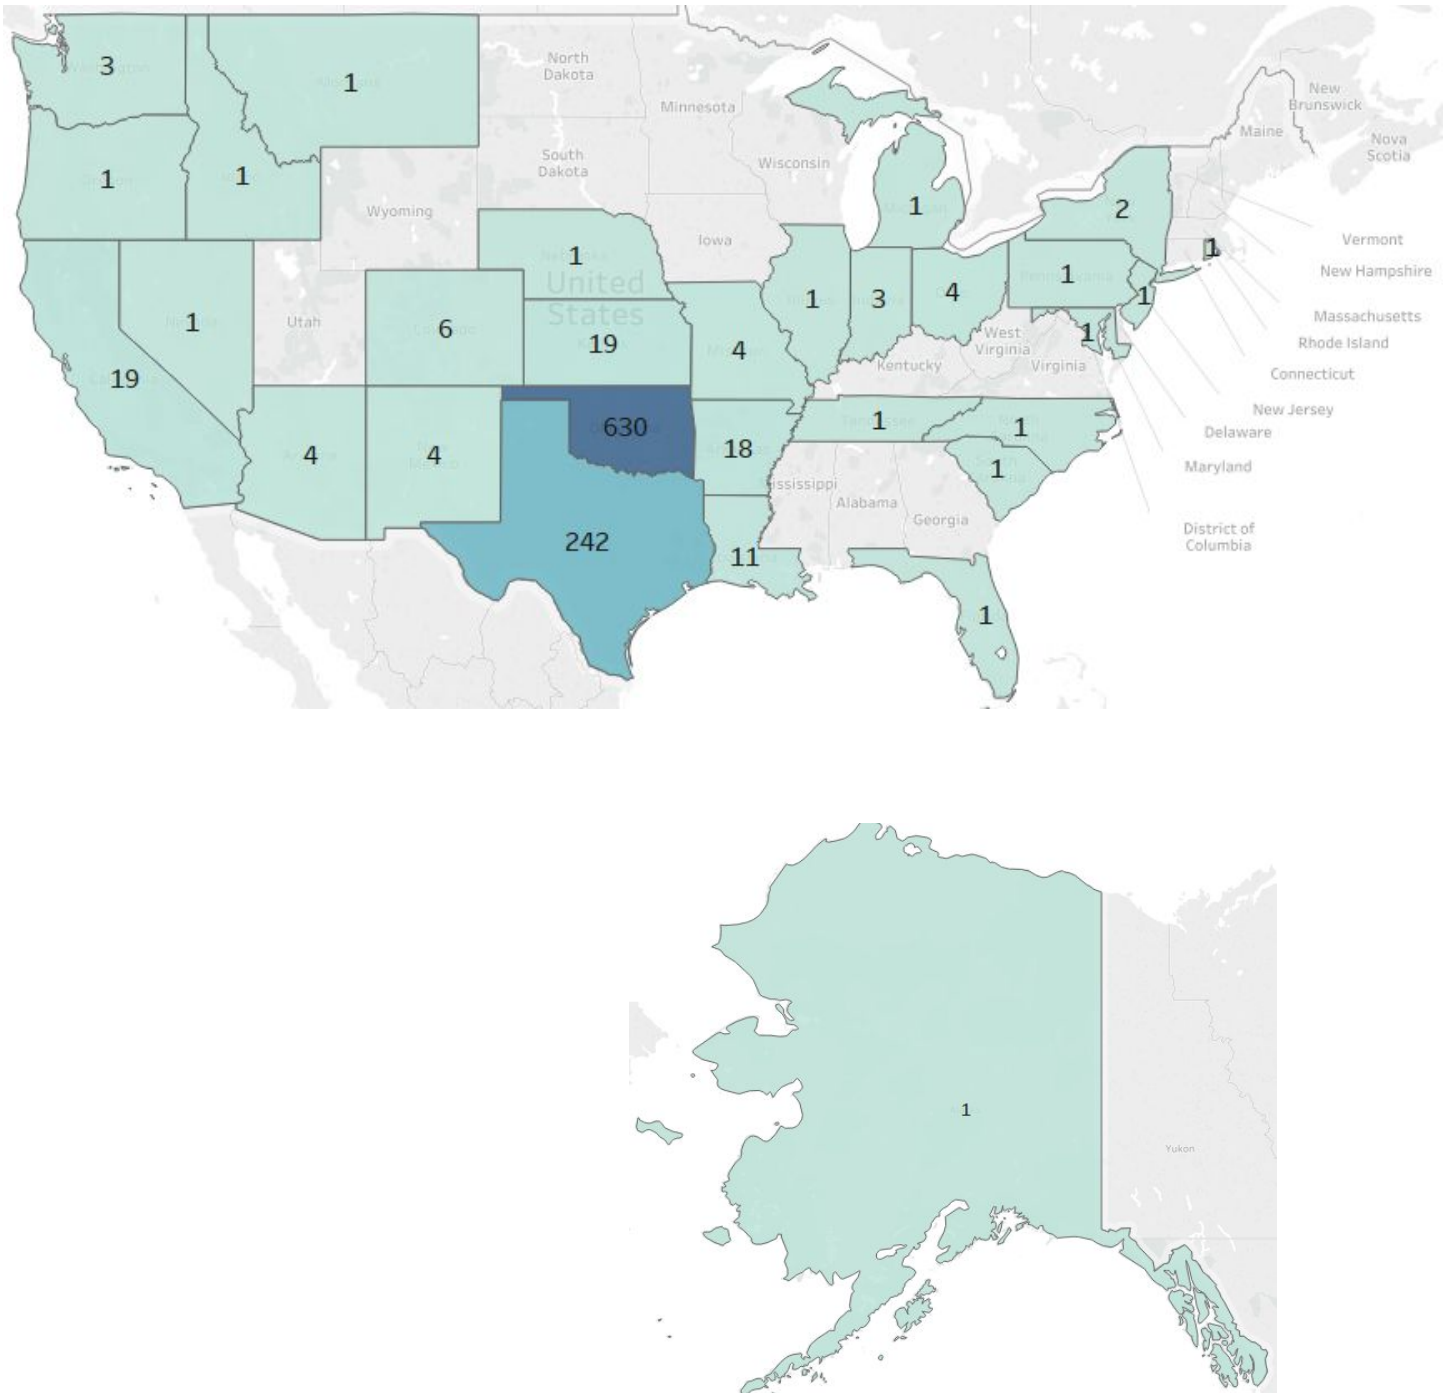 North
Dakota
3
1
Minnesota
New
Brunswick
Maine
Nova
Scotia
South
Dakota
Wisconsin
1
1
Wyoming
1
2
Iowa
1
Vermont
New Hampshire
Massachusetts
Rhode Island
Connecticut
New Jersey
Delaware
Maryland
District of
Columbia
1
United
States
1
Utah
6
19
4
1
3
4
1
1
1
West
Virginia
Virginia
Kentucky
19
4
4
630
18
1
1
1
Mississippi
Alabama
Georgia
242
11
1
1
Yukon